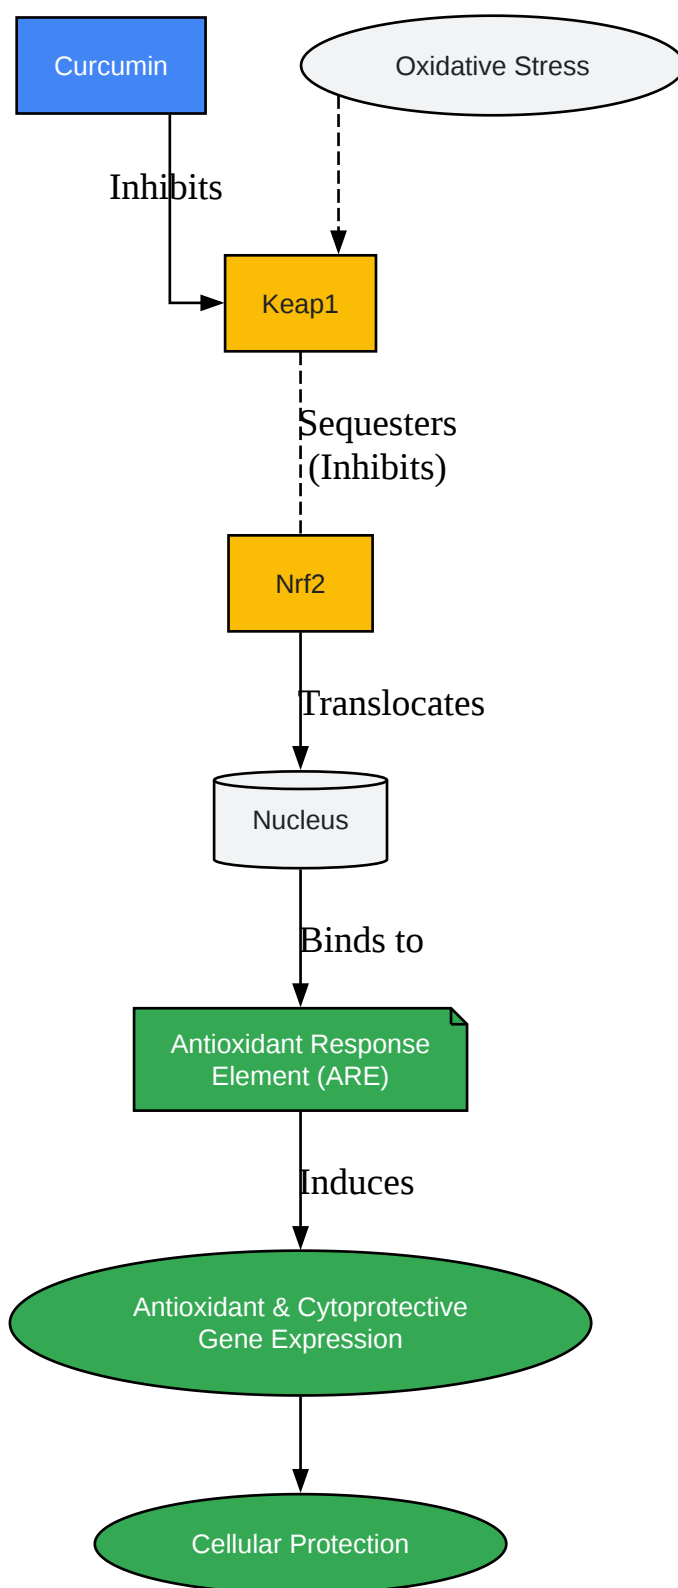 Curcumin
Oxidative Stress
Inhibits
Keap1
Sequesters
(Inhibits)
Nrf2
Translocates
Nucleus
Binds to
Antioxidant Response
Element (ARE)
Induces
Antioxidant & Cytoprotective
Gene Expression
Cellular Protection